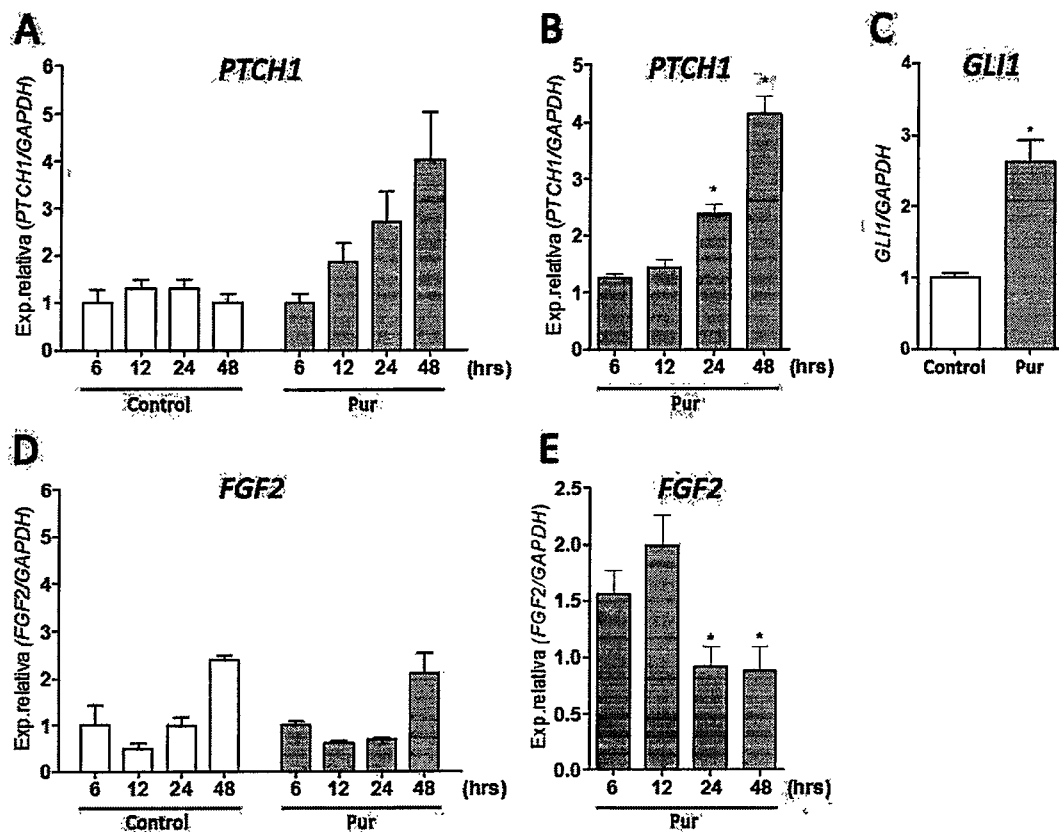 A
PTCH1
Exp.relativa (PTCH1/GAPDH)
6
5
4
3
2
1
0
6 12 24 48 6 12 24 48 (hrs)
Control Pur
B
PTCH1
Exp.relativa (PTCH1/GAPDH)
5
4
3
2
1
0
* *
6 12 24 48 (hrs)
Pur
C
GLI1
GLI1/GAPDH
4
3
2
1
0
*
Control Pur
D
FGF2
Exp.relativa (FGF2/GAPDH)
6
5
4
3
2
1
0
6 12 24 48 6 12 24 48 (hrs)
Control Pur
E
FGF2
Exp.relativa (FGF2/GAPDH)
2.5
2.0
1.5
1.0
0.5
0.0
* *
6 12 24 48 (hrs)
Pur